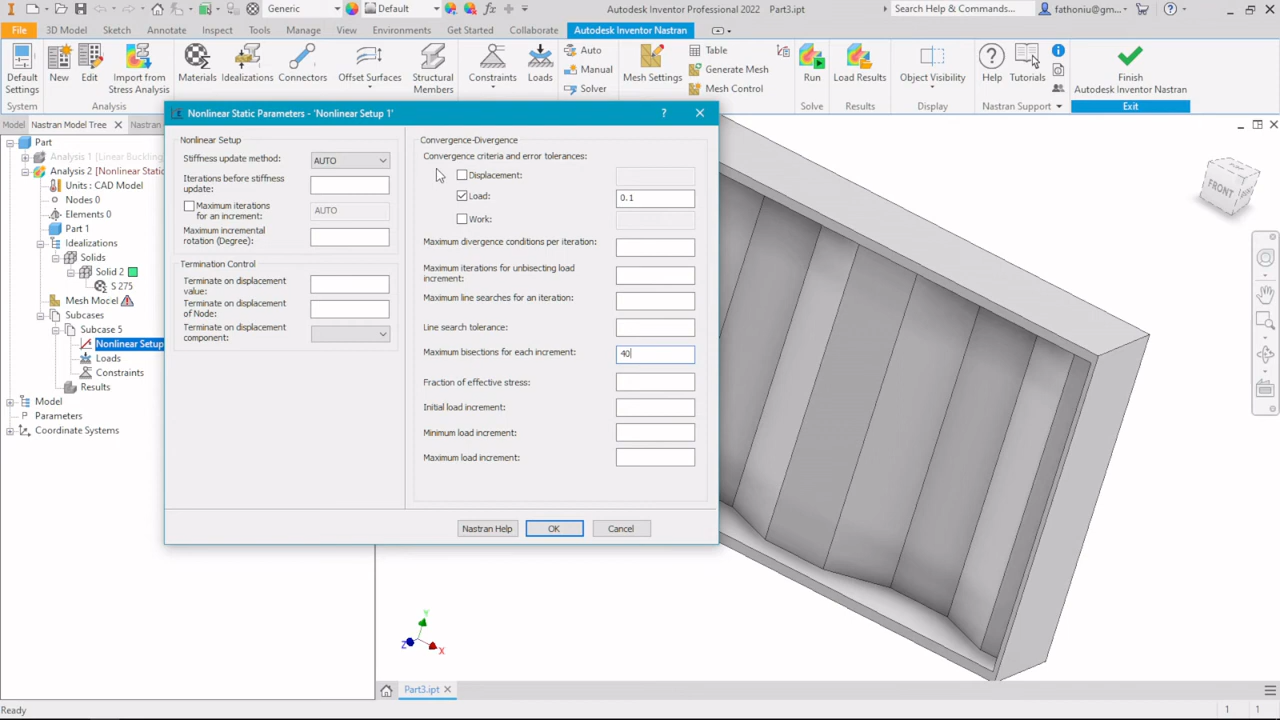 Generic
Default
Autodesk Inventor Professional 2022 Part3.ipt
Search Help & Commands...
fathoniu@gm...
File 3D Model Sketch Annotate Inspect Tools Manage View Environments Get Started Collaborate Autodesk Inventor Nastran
Default Settings
New
Edit
Import from Stress Analysis
Materials
Idealizations
Connectors
Offset Surfaces
Structural Members
Constraints
Loads
Auto
Manual
Solver
Mesh Settings
Table
Generate Mesh
Mesh Control
Run
Load Results
Object Visibility
Help
Tutorials
Finish Autodesk Inventor Nastran
System Analysis Solve Results Display Nastran Support Exit
Model Nastran Model Tree Nastran
Part
Analysis 1 [Linear Buckling
Analysis 2 [Nonlinear Stati
Units : CAD Model
Nodes 0
Elements 0
Part 1
Idealizations
Solids
Solid 2
S 275
Mesh Model
Subcases
Subcase 5
Nonlinear Setup
Loads
Constraints
Results
Model
Parameters
Coordinate Systems
Nonlinear Static Parameters - 'Nonlinear Setup 1'
?
Nonlinear Setup
Stiffness update method: AUTO
Iterations before stiffness update:
Maximum iterations for an increment: AUTO
Maximum incremental rotation (Degree):
Termination Control
Terminate on displacement value:
Terminate on displacement of Node:
Terminate on displacement component:
Convergence-Divergence
Convergence criteria and error tolerances:
Displacement:
Load: 0.1
Work:
Maximum divergence conditions per iteration:
Maximum iterations for unbisecting load increment:
Maximum line searches for an iteration:
Line search tolerance:
Maximum bisections for each increment: 40
Fraction of effective stress:
Initial load increment:
Minimum load increment:
Maximum load increment:
Nastran Help OK Cancel
FRONT
Y
Z
X
Part3.ipt
Ready 1 1